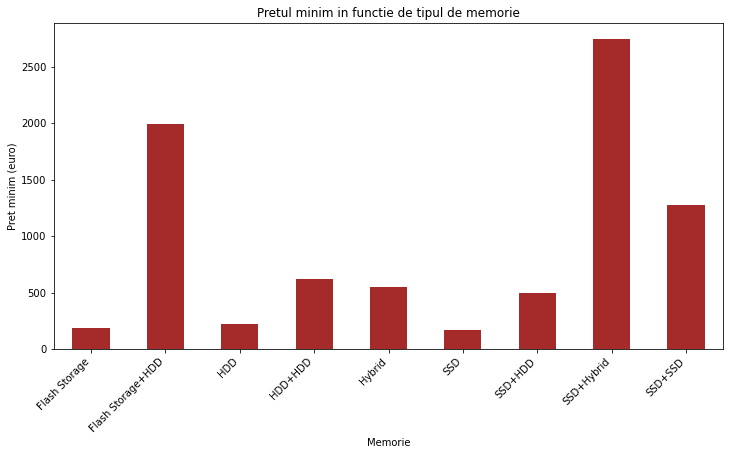 Pretul minim in functie de tipul de memorie
Pret minim (euro)
2500
2000
1500
1000
500
0
Flash Storage
Flash Storage+HDD
HDD
HDD+HDD
Hybrid
SSD
SSD+HDD
SSD+Hybrid
SSD+SSD
Memorie